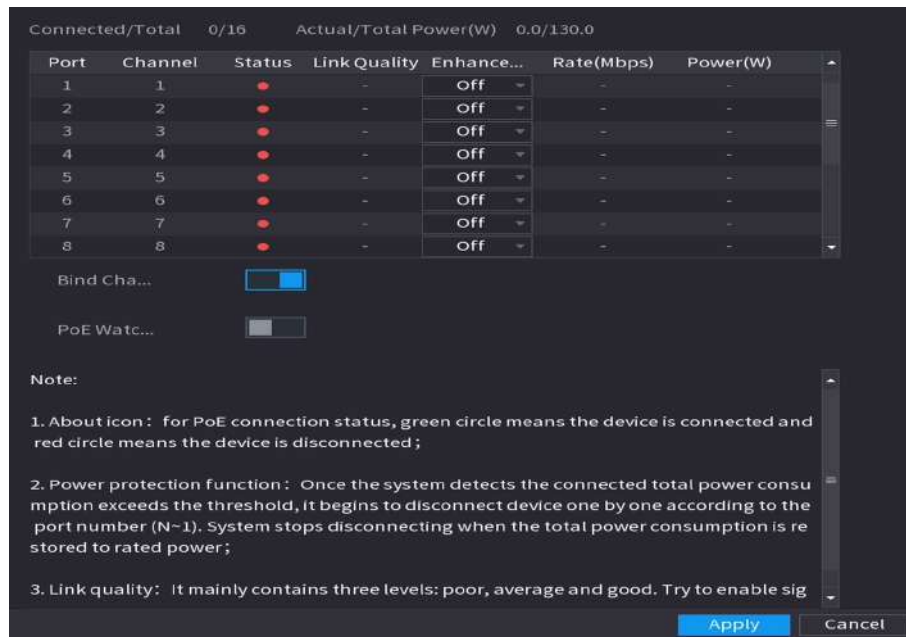 Connected/Total 0/16 Actual/Total Power(W) 0.0/130.0
Port Channel Status Link Quality Enhance... Rate(Mbps) Power(W)
1 1 - Off - -
2 2 - Off - -
3 3 - Off - -
4 4 - Off - -
5 5 - Off - -
6 6 - Off - -
7 7 - Off - -
8 8 - Off - -
Bind Cha...
PoE Watc...
Note:
1. About icon：for PoE connection status, green circle means the device is connected and
red circle means the device is disconnected；
2. Power protection function：Once the system detects the connected total power consu
mption exceeds the threshold, it begins to disconnect device one by one according to the
port number (N~1). System stops disconnecting when the total power consumption is re
stored to rated power；
3. Link quality：It mainly contains three levels: poor, average and good. Try to enable sig
Apply Cancel